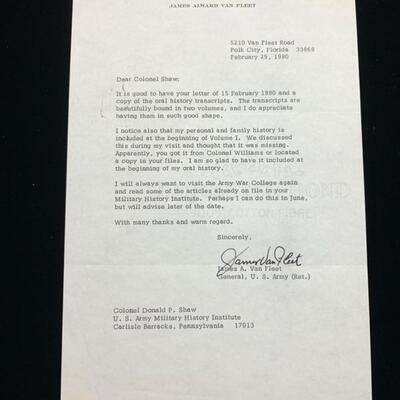 JAMES ALWARD VAN FLEET
5210 Van Fleet Road
Polk City, Florida 33868
February 29, 1980
Dear Colonel Shaw:
It is good to have your letter of 15 February 1980 and a
copy of the oral history transcripts. The transcripts are
beautifully bound in two volumes, and I do appreciate
having them in such good shape.
I notice also that my personal and family history is
included at the beginning of Volume I. We discussed
this during my visit and thought that it was missing.
Apparently, you got it from Colonel Williams or located
a copy in your files. I am so glad to have it included at
the beginning of my oral history.
I will always want to visit the Army War College again
and read some of the articles already on file in your
Military History Institute. Perhaps I can do this in June,
but will advise later of the date.
With many thanks and warm regard.
Sincerely,
James Van Fleet
James A. Van Fleet
General, U. S. Army (Ret.)
Colonel Donald P. Shaw
U. S. Army Military History Institute
Carlisle Barracks, Pennsylvania 17013